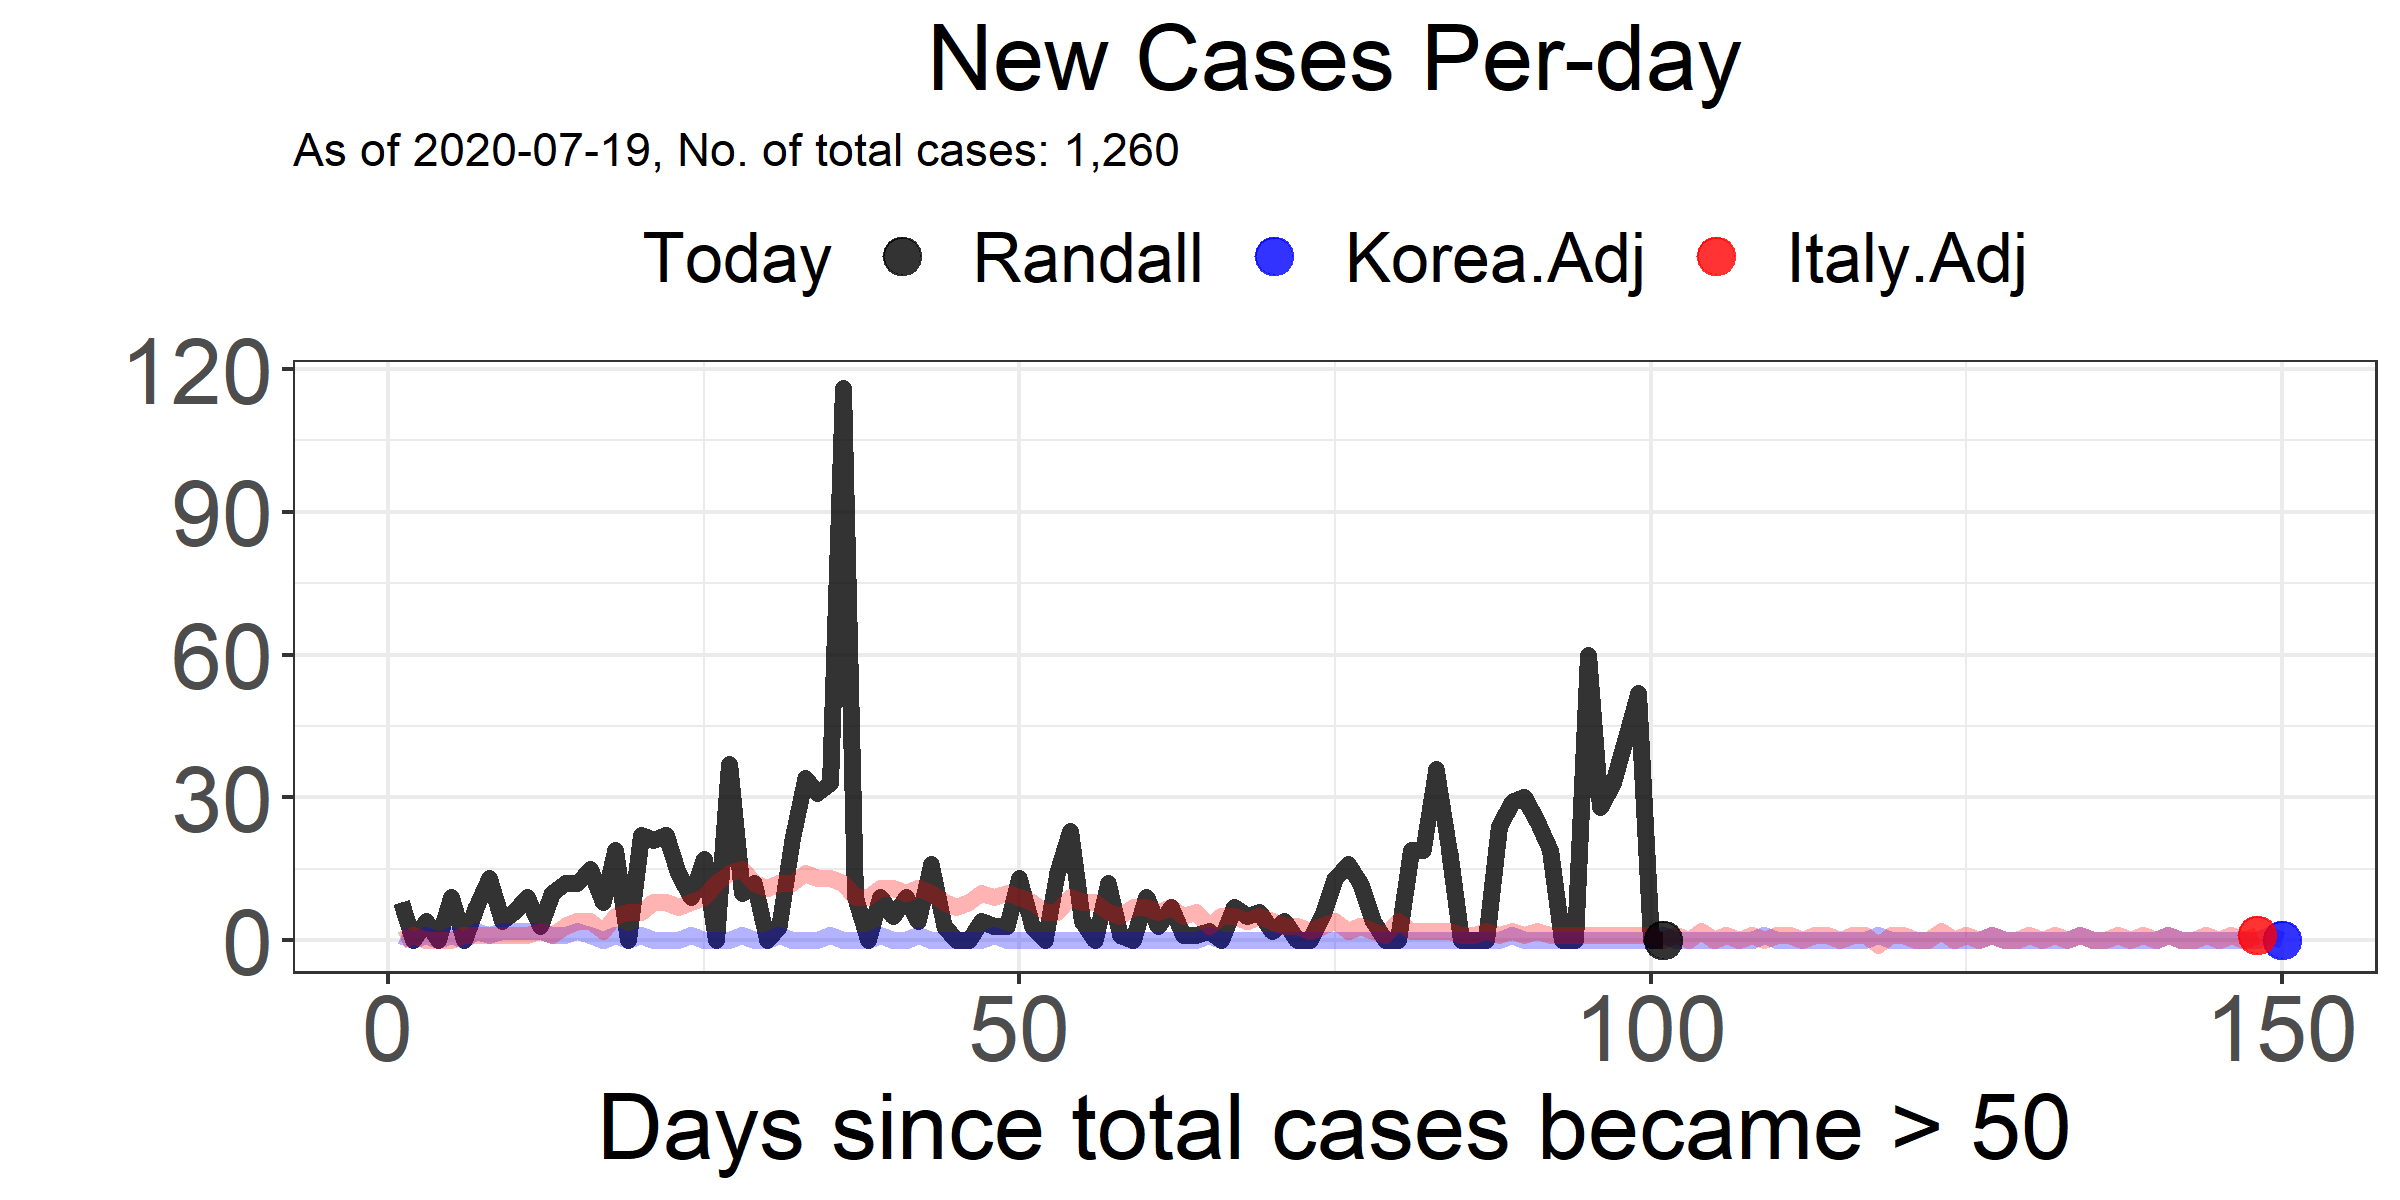 New Cases Per-day
As of 2020-07-19, No. of total cases: 1,260
Today Randall Korea.Adj Italy.Adj
120
90
60
30
0
0 50 100 150
Days since total cases became > 50